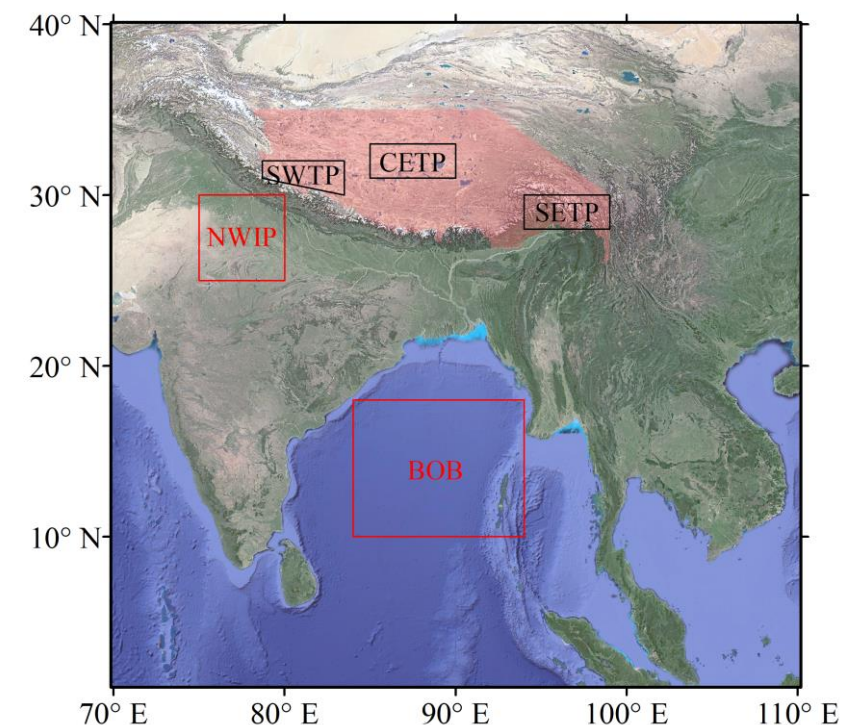 40° N
30° N
20° N
10° N
SWTP
CETP
SETP
NWIP
BOB
70° E
80° E
90° E
100° E
110° E